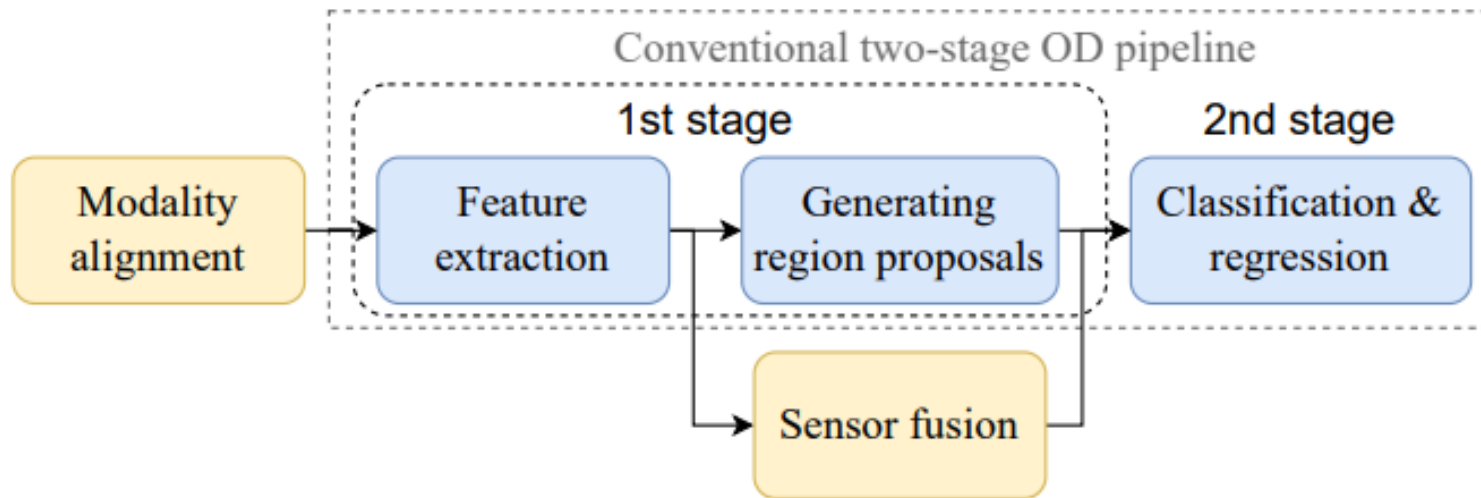 Conventional two-stage OD pipeline
1st stage
2nd stage
Modality
alignment
Feature
extraction
Generating
region proposals
Classification &
regression
Sensor fusion